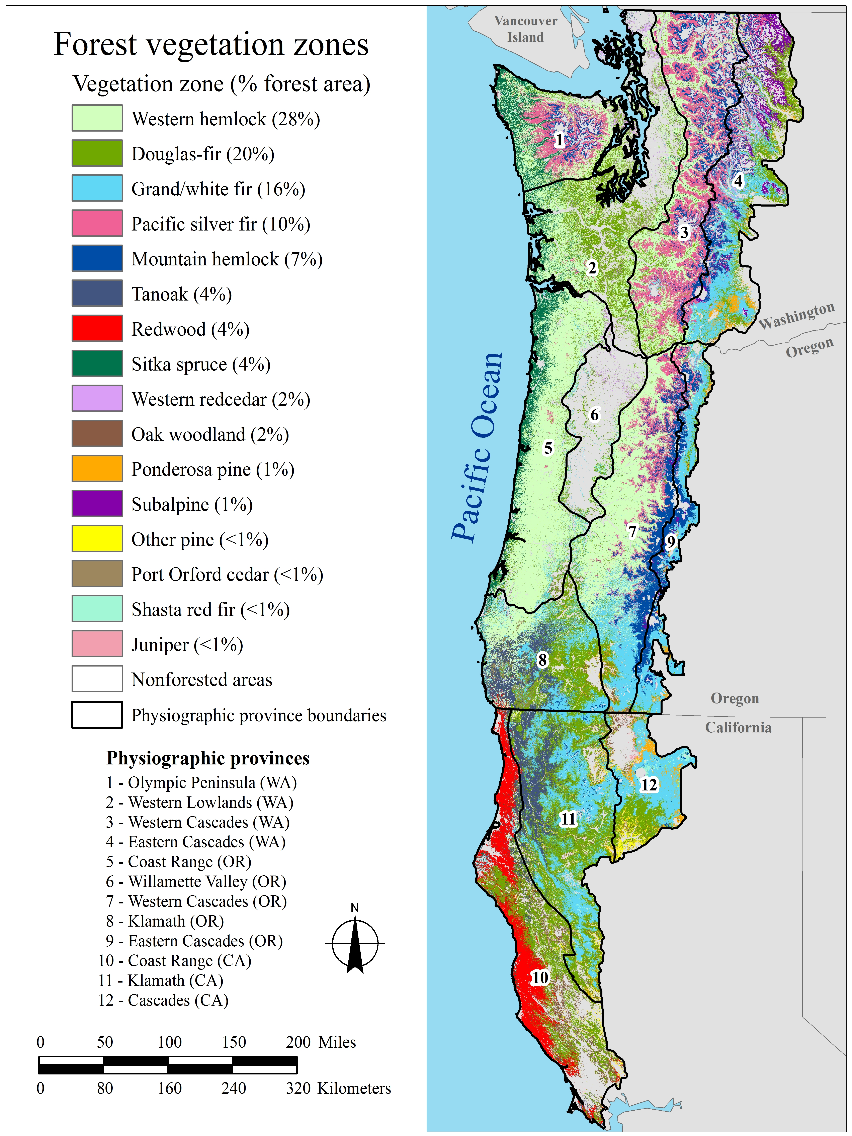 Forest vegetation zones
Vegetation zone (% forest area)
Western hemlock (28%)
Douglas-fir (20%)
Grand/white fir (16%)
Pacific silver fir (10%)
Mountain hemlock (7%)
Tanoak (4%)
Redwood (4%)
Sitka spruce (4%)
Western redcedar (2%)
Oak woodland (2%)
Ponderosa pine (1%)
Subalpine (1%)
Other pine (<1%)
Port Orford cedar (<1%)
Shasta red fir (<1%)
Juniper (<1%)
Nonforested areas
Physiographic province boundaries
Physiographic provinces
1 - Olympic Peninsula (WA)
2 - Western Lowlands (WA)
3 - Western Cascades (WA)
4 - Eastern Cascades (WA)
5 - Coast Range (OR)
6 - Willamette Valley (OR)
7 - Western Cascades (OR)
8 - Klamath (OR)
9 - Eastern Cascades (OR)
10 - Coast Range (CA)
11 - Klamath (CA)
12 - Cascades (CA)
N
0 50 100 150 200 Miles
0 80 160 240 320 Kilometers
Vancouver
Island
1
4
3
2
Washington
Oregon
Pacific Ocean
6
5
7
9
8
Oregon
California
12
11
10